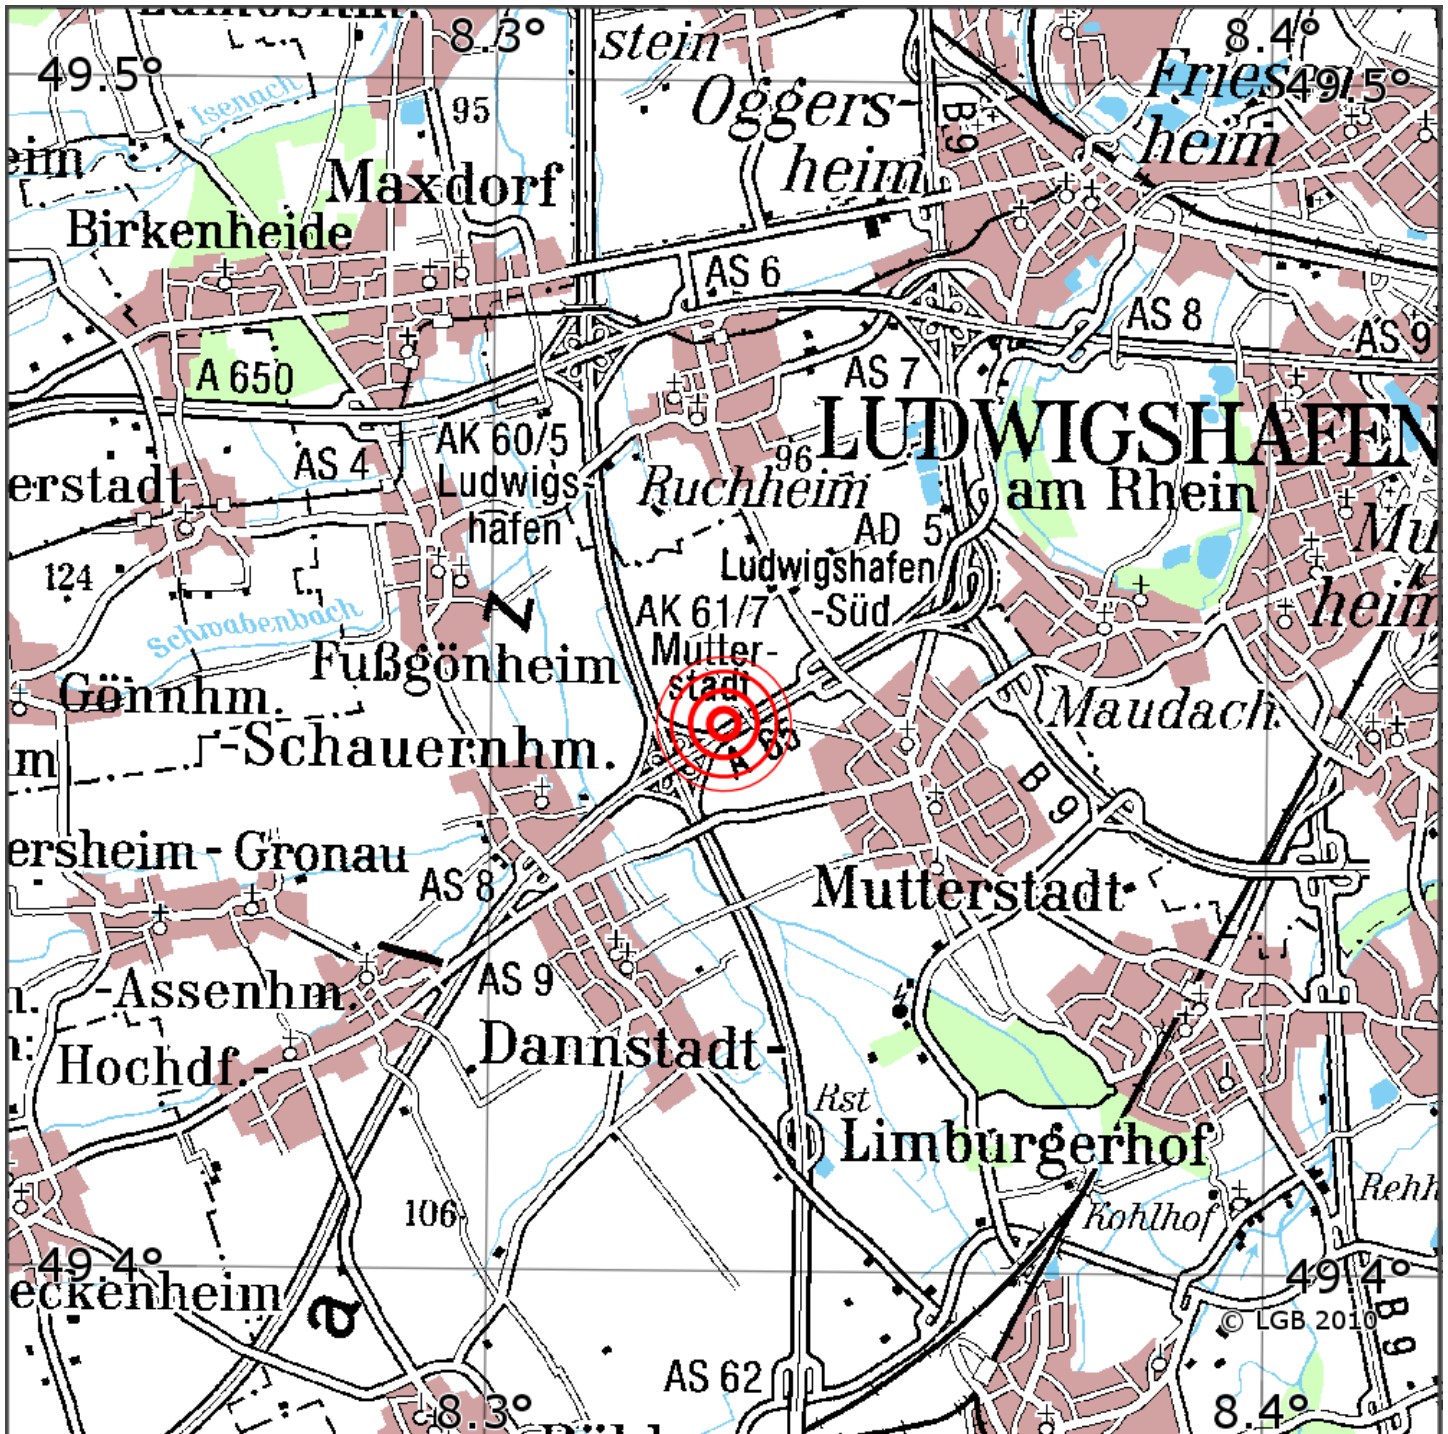 8.3°
8.4°
stein
49.5°
Isenach
95
Oggers-
heim
B 9
Fries
heim
49.5°
eim
Maxdorf
Birkenheide
AS 6
AS 8
AS 9
A 650
AS 7
AK 60/5
Ludwigs-
hafen
AS 4
LUDWIGSHAFEN
am Rhein
96
Ruchheim
erstadt
AD 5
Ludwigshafen
-Süd
Mu
heim
124
Schwabenbach
AK 61/7
Mutter-
stadt
Fußgönheim
Gönnhm.
-Schauernhm.
m
Maudach
B 9
ersheim-Gronau
AS 8
Mutterstadt
-Assenhm.
AS 9
Hochdf.-
Dannstadt-
Rst
Limburgerhof
Kohlhof
Rehh
106
49.4°
eckenheim
a
49.4°
© LGB 2010
B 9
AS 62
8.3°
8.4°